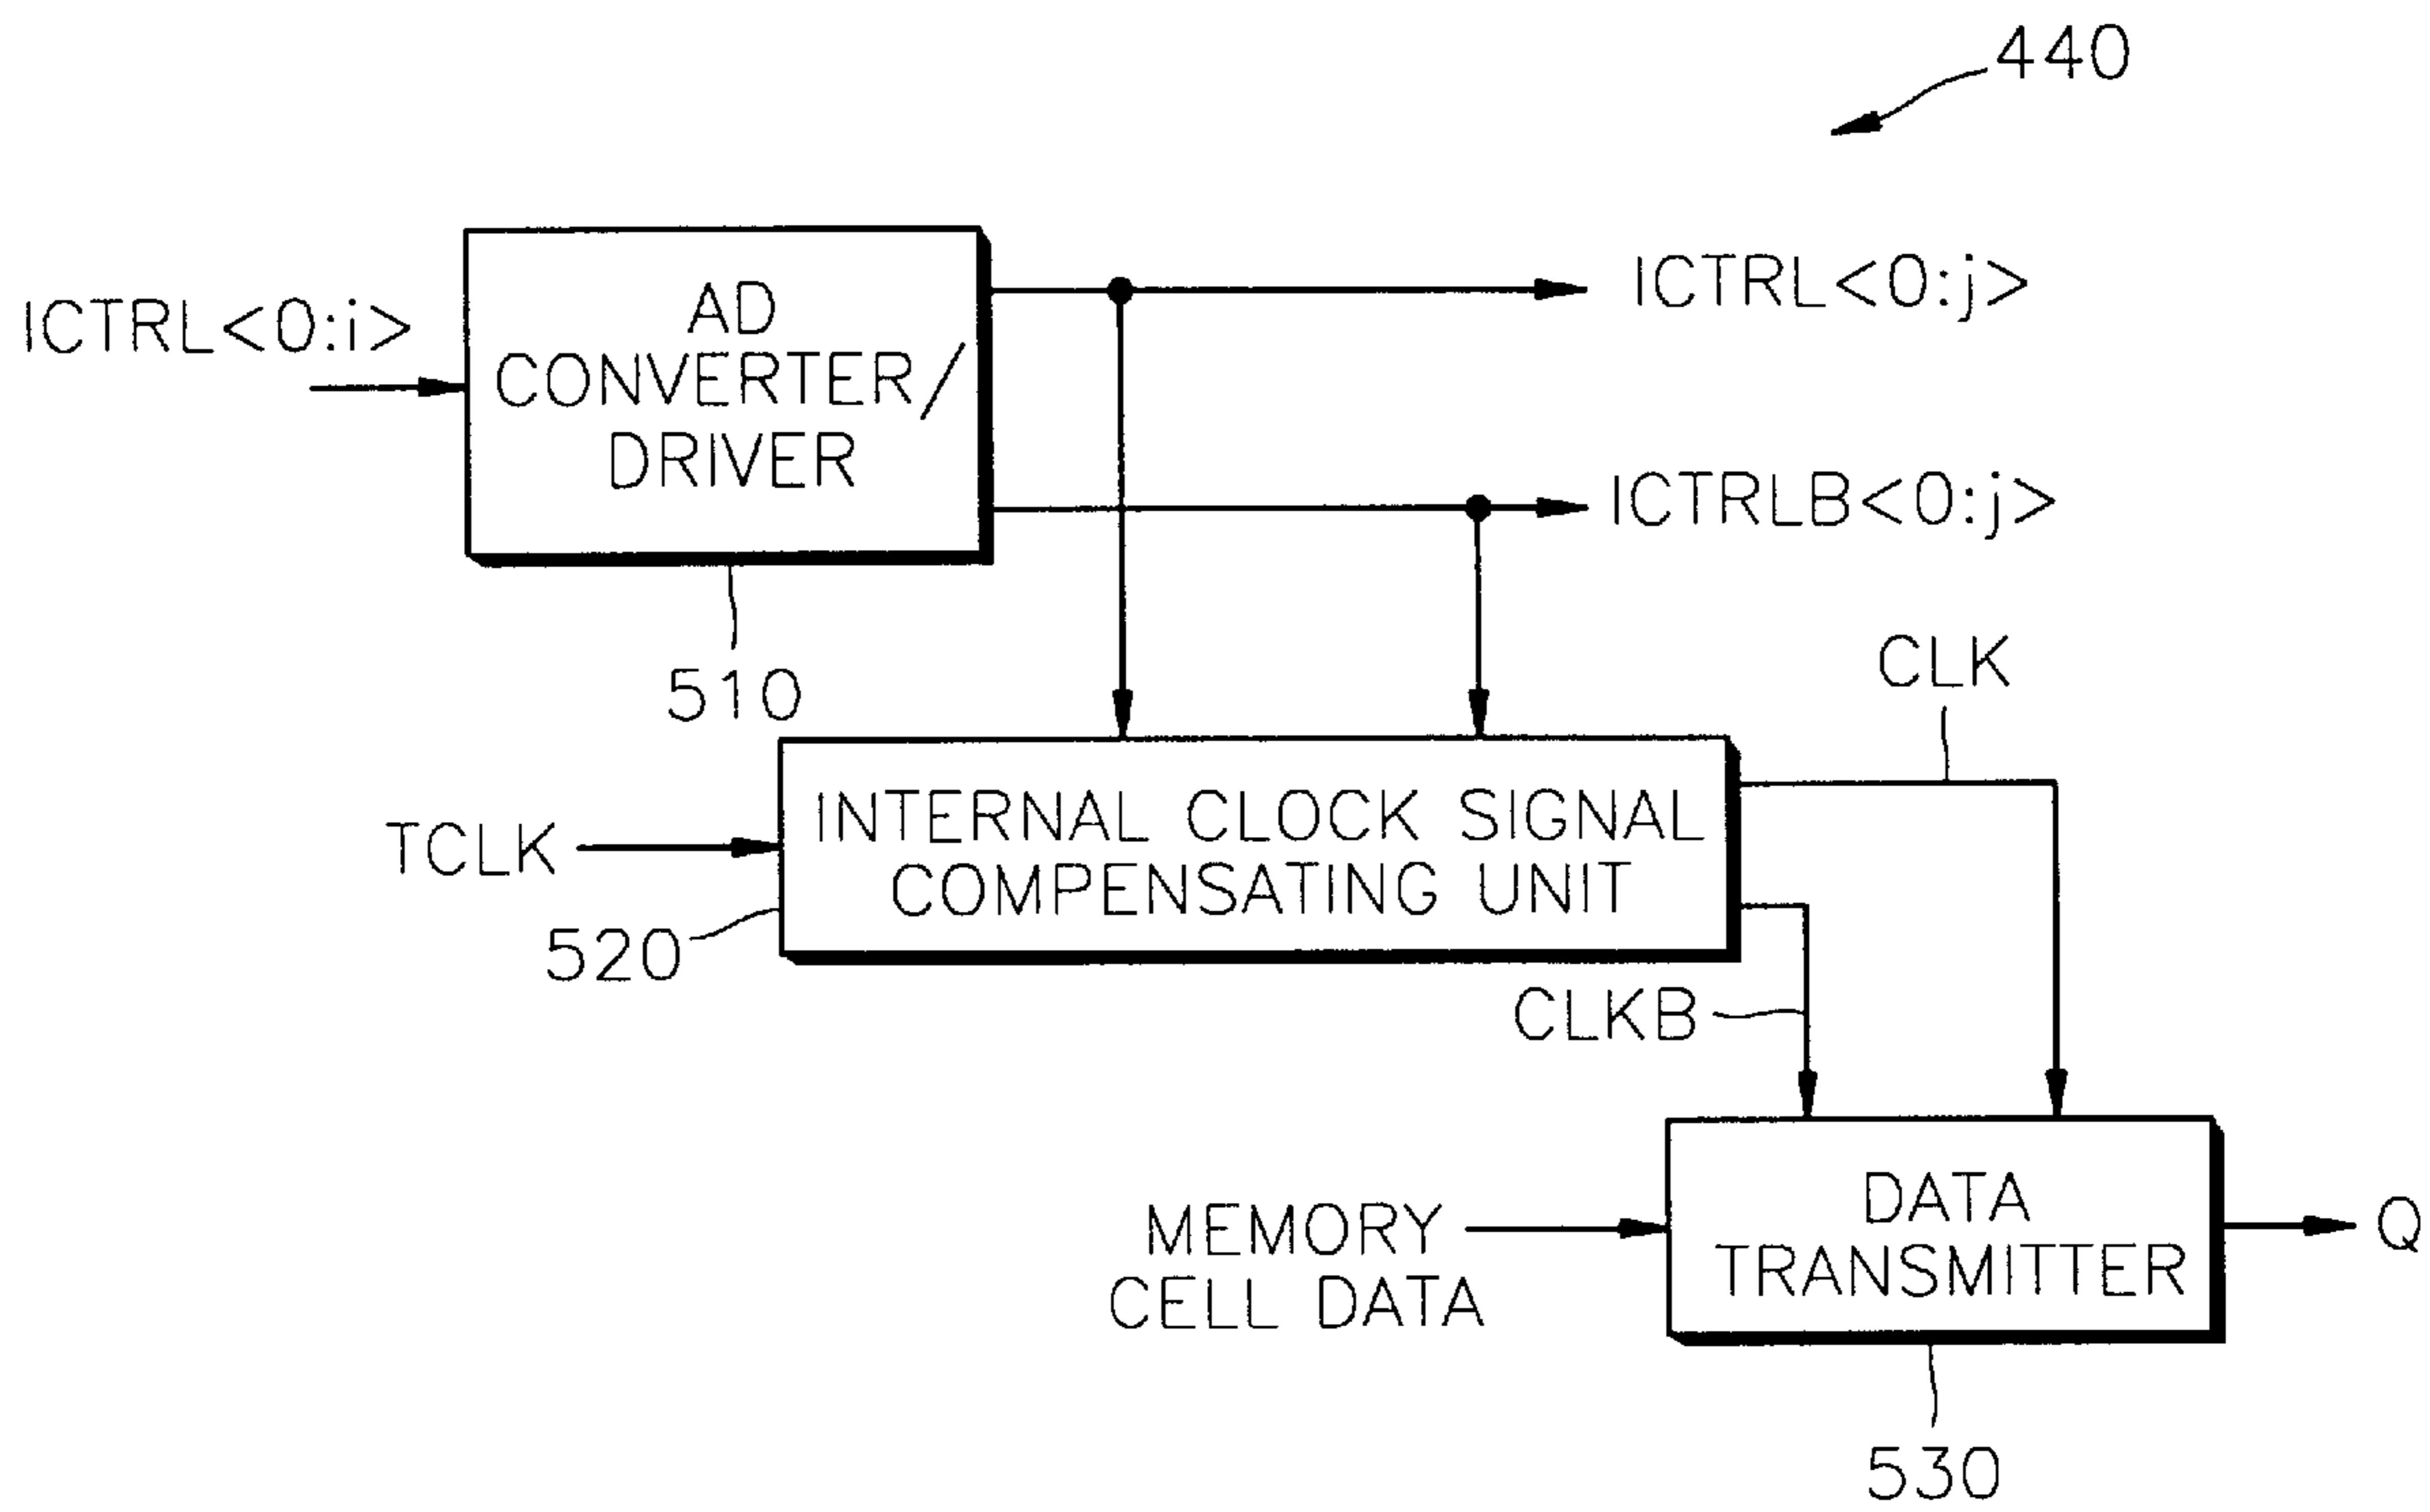 440
ICTRL<0:i>
AD
CONVERTER/
DRIVER
ICTRL<0:j>
ICTRLB<0:j>
510
CLK
TCLK
INTERNAL CLOCK SIGNAL
COMPENSATING UNIT
520
CLKB
MEMORY
CELL DATA
DATA
TRANSMITTER
Q
530